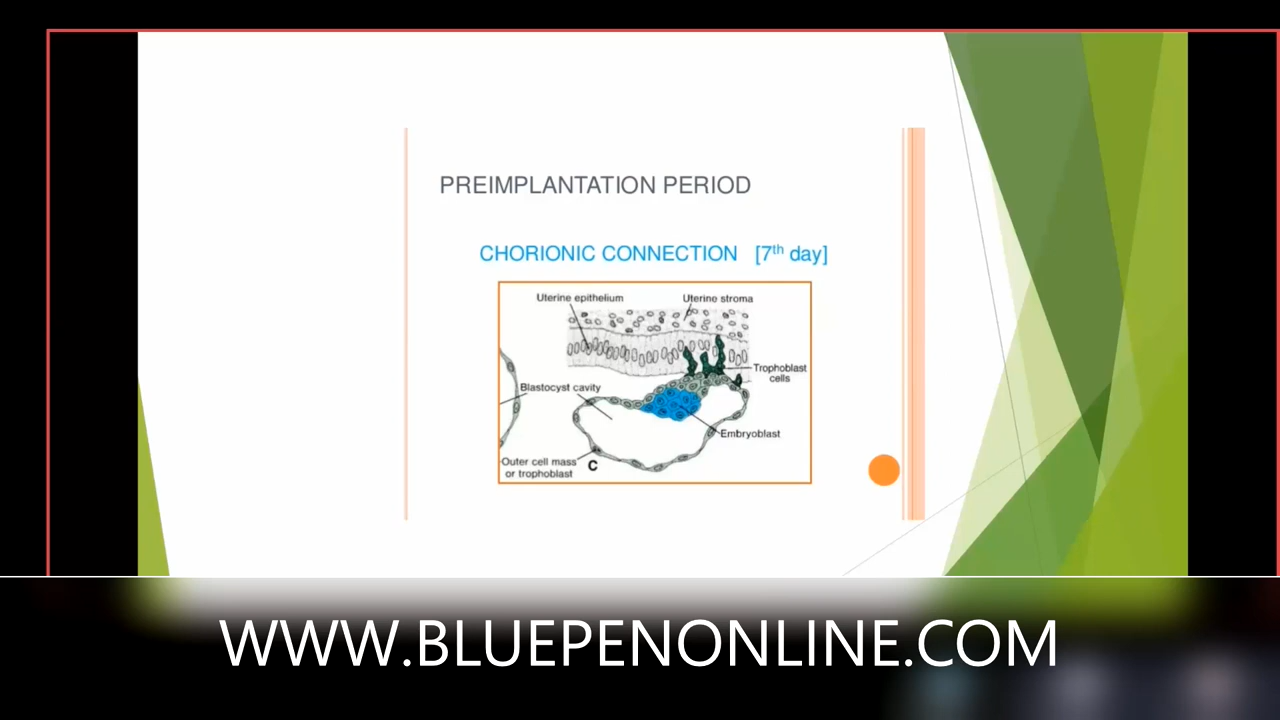 PREIMPLANTATION PERIOD
CHORIONIC CONNECTION [7th day]
Uterine epithelium
Uterine stroma
Trophoblast
cells
Blastocyst cavity
Embryoblast
Outer cell mass
or trophoblast
C
WWW.BLUEPENONLINE.COM